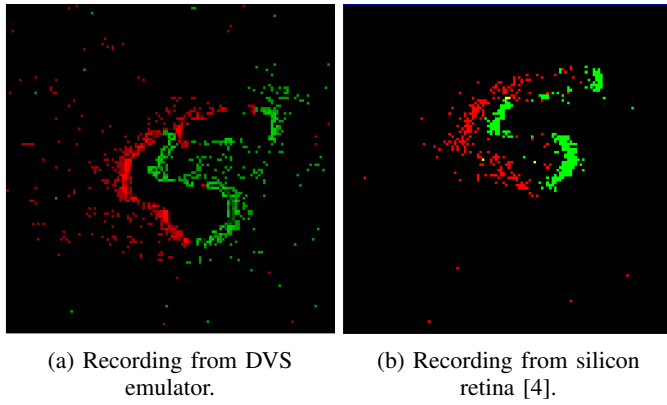 (a) Recording from DVS
emulator.
(b) Recording from silicon
retina [4].